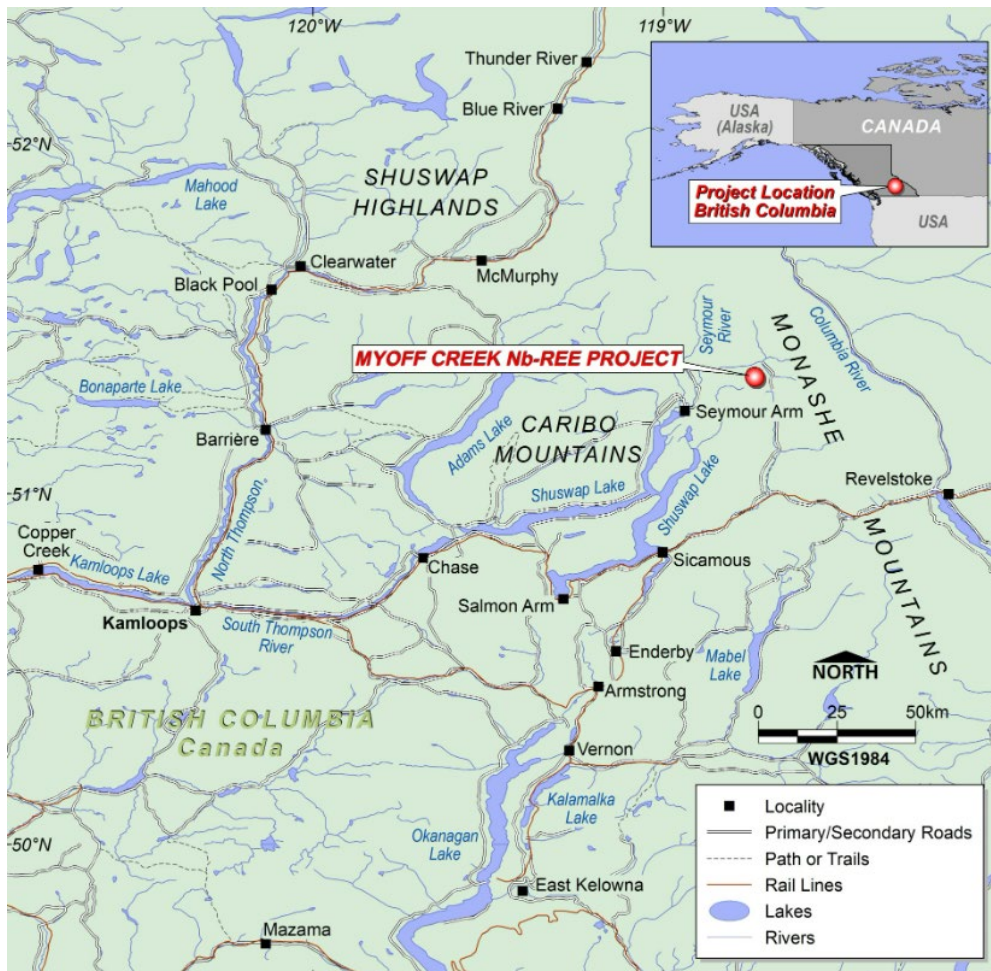 120°W
119°W
Thunder River
Blue River
USA
(Alaska)
CANADA
Project Location
British Columbia
USA
52°N
Mahood
Lake
SHUSWAP
HIGHLANDS
Clearwater
McMurphy
Black Pool
Seymour
River
MONASHE
Columbia River
MYOFF CREEK Nb-REE PROJECT
Bonaparte Lake
Seymour Arm
Barrière
Adams Lake
CARIBO
MOUNTAINS
Shuswap Lake
Shuswap Lake
Revelstoke
51°N
Copper
Creek
Kamloops Lake
North Thompson
Chase
Sicamous
MOUNTAINS
Salmon Arm
Kamloops
South Thompson
River
Enderby
Mabel
Lake
NORTH
Armstrong
BRITISH COLUMBIA
Canada
0 25 50km
WGS1984
Vernon
Kalamalka
Lake
Okanagan
Lake
50°N
East Kelowna
Mazama
Locality
Primary/Secondary Roads
Path or Trails
Rail Lines
Lakes
Rivers